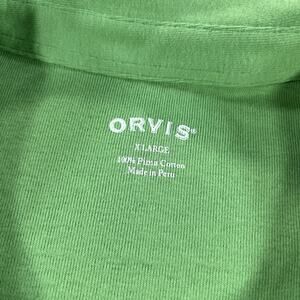 ORVIS®
X LARGE
100% Pima Cotton
Made in Peru